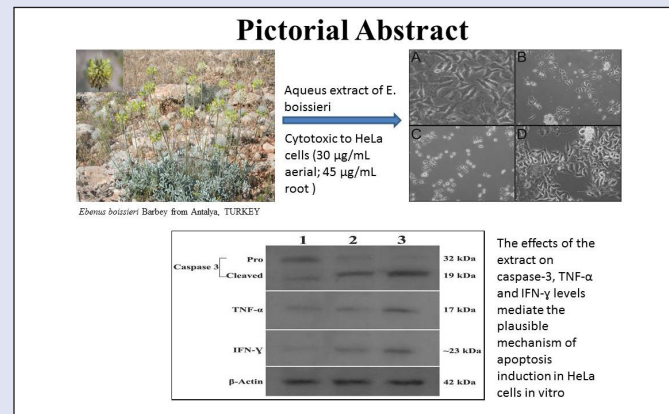 Pictorial Abstract
Aqueus extract of E.
boissieri
Cytotoxic to HeLa
cells (30 µg/mL
aerial; 45 µg/mL
root )
A
B
C
D
Ebenus boissieri Barbey from Antalya, TURKEY
1 2 3
Caspase 3
Pro
32 kDa
Cleaved
19 kDa
TNF-α
17 kDa
IFN-Ɣ
~23 kDa
β-Actin
42 kDa
The effects of the
extract on
caspase-3, TNF-α
and IFN-ɣ levels
mediate the
plausible
mechanism of
apoptosis
induction in HeLa
cells in vitro